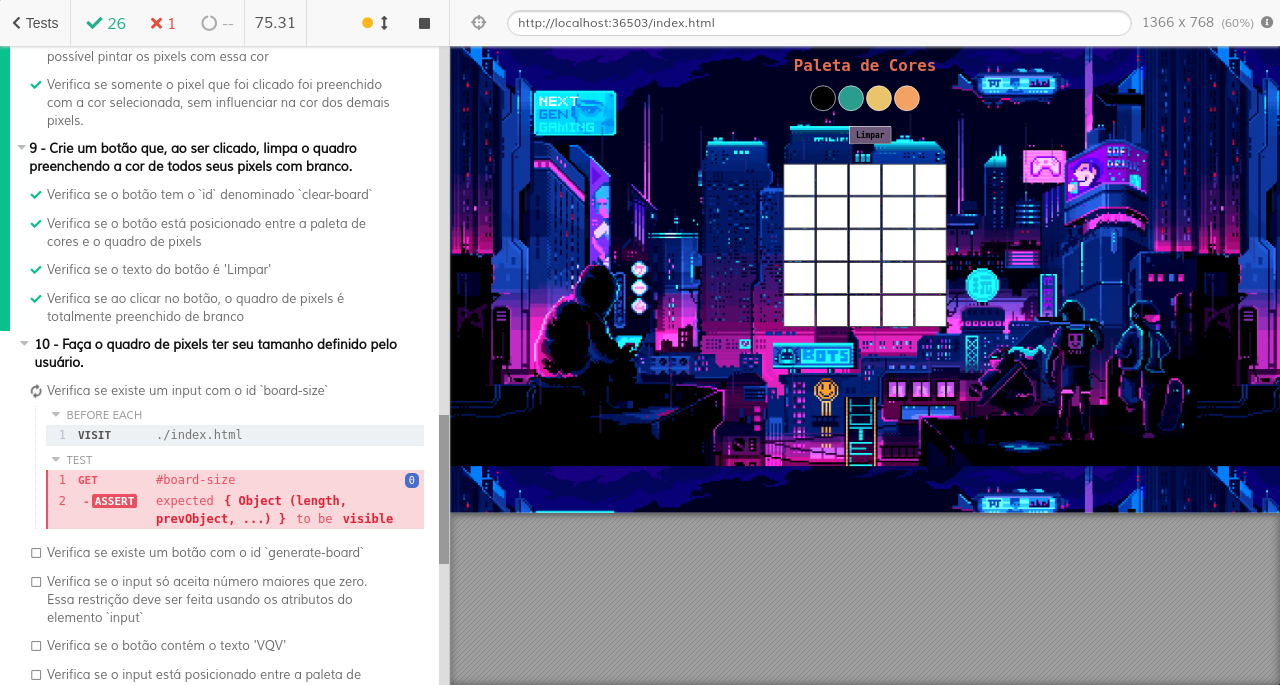 Tests
26
1
--
75.31
http://localhost:36503/index.html
1366 x 768 (60%)
possível pintar os pixels com essa cor
Verifica se somente o pixel que foi clicado foi preenchido
com a cor selecionada, sem influenciar na cor dos demais
pixels.
9 - Crie um botão que, ao ser clicado, limpa o quadro
preenchendo a cor de todos seus pixels com branco.
Verifica se o botão tem o `id` denominado `clear-board`
Verifica se o botão está posicionado entre a paleta de
cores e o quadro de pixels
Verifica se o texto do botão é 'Limpar'
Verifica se ao clicar no botão, o quadro de pixels é
totalmente preenchido de branco
10 - Faça o quadro de pixels ter seu tamanho definido pelo
usuário.
Verifica se existe um input com o id `board-size`
BEFORE EACH
1 VISIT ./index.html
TEST
1 GET #board-size 0
2 -ASSERT expected { Object (length,
prevObject, ...) } to be visible
Verifica se existe um botão com o id `generate-board`
Verifica se o input só aceita número maiores que zero.
Essa restrição deve ser feita usando os atributos do
elemento `input`
Verifica se o botão contém o texto 'VQV'
Verifica se o input está posicionado entre a paleta de
Paleta de Cores
NEXT
GEN
GAMING
Limpar
BOTS